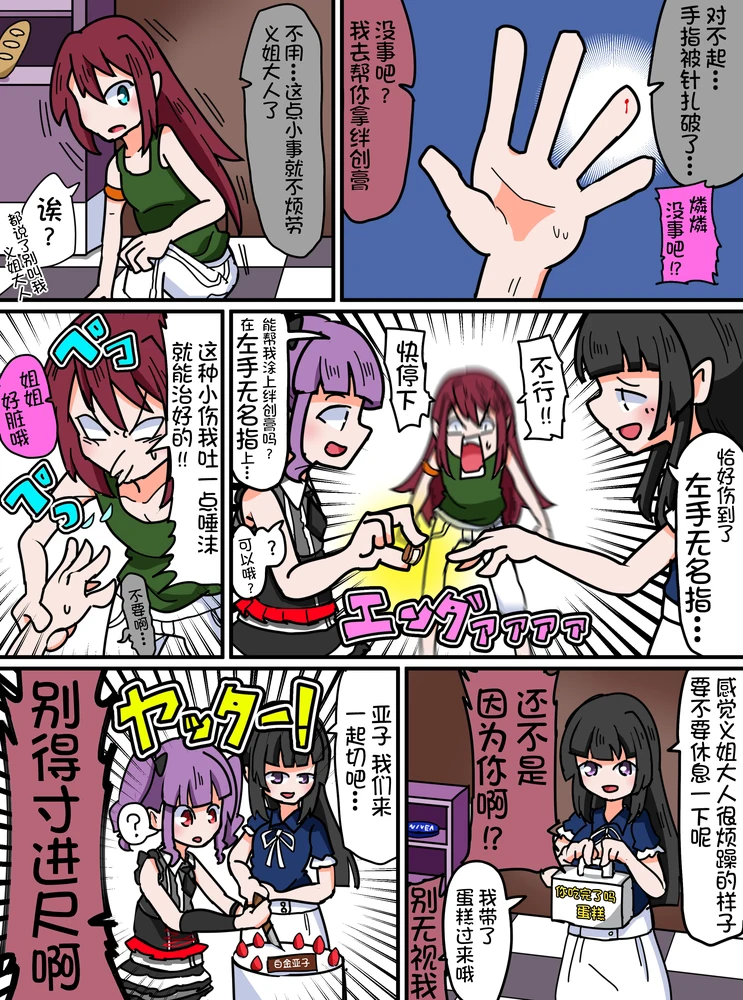 对不起…
手指被针扎破了…
燐燐
没事吧!?
没事吧？
我去帮你拿绊创膏
不用…这点小事就不烦劳
义姐大人了
诶？
都说了别叫我
义姐大人
恰好伤到了
左手无名指…
不行!!
快停下
能帮我涂上绊创膏吗？
在左手无名指上…
？
可以哦？
エンダァァァァ
这种小伤我吐一点唾沫
就能治好的!!
ペっ
ペっ
姐姐
好脏哦
不要啊…
感觉义姐大人很烦躁的样子
要不要休息一下呢
还不是
因为你啊!?
你吃完了吗
蛋糕
我带了
蛋糕过来哦
别无视我
亚子 我们来
一起切吧…
ヤッター!
？
白金亚子
别得寸进尺啊